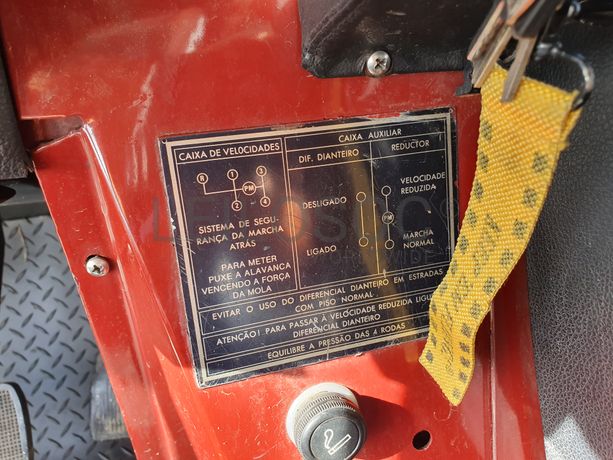 CAIXA DE VELOCIDADES
R 1 3
PM
2 4
SISTEMA DE SEGU-
RANÇA DA MARCHA
ATRÁS
PARA METER
PUXE A ALAVANCA
VENCENDO A FORÇA
DA MOLA
CAIXA AUXILIAR
DIF. DIANTEIRO
REDUCTOR
DESLIGADO
LIGADO
VELOCIDADE
REDUZIDA
PM
MARCHA
NORMAL
EVITAR O USO DO DIFERENCIAL DIANTEIRO EM ESTRADAS
COM PISO NORMAL
ATENÇÃO! PARA PASSAR À VELOCIDADE REDUZIDA LIGUE
DIFERENCIAL DIANTEIRO
EQUILIBRE A PRESSÃO DAS 4 RODAS